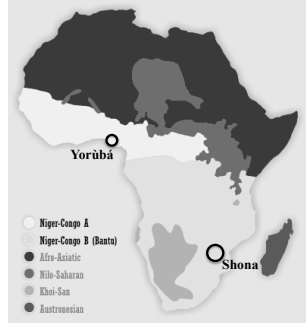 Yorùbá
Shona
Niger-Congo A
Niger-Congo B (Bantu)
Afro-Asiatic
Nilo-Saharan
Khoi-San
Austronesian